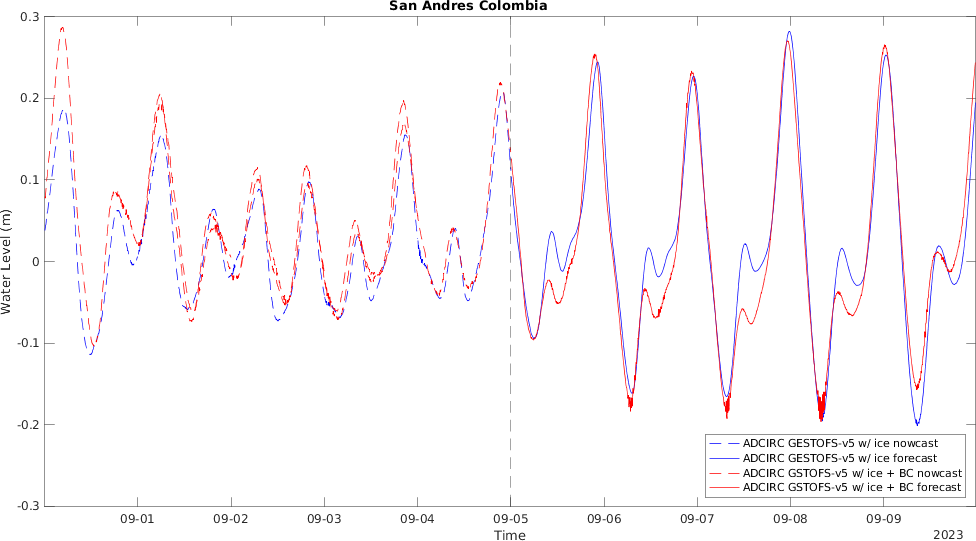 San Andres Colombia
0.3
0.2
0.1
0
-0.1
-0.2
-0.3
Water Level (m)
09-01
09-02
09-03
09-04
09-05
09-06
09-07
09-08
09-09
Time
2023
ADCIRC GESTOFS-v5 w/ ice nowcast
ADCIRC GESTOFS-v5 w/ ice forecast
ADCIRC GSTOFS-v5 w/ ice + BC nowcast
ADCIRC GSTOFS-v5 w/ ice + BC forecast